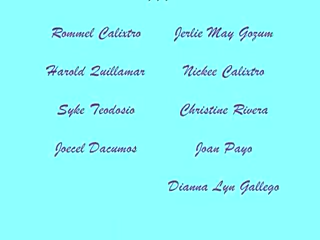 Rommel Calixtro Jerlie May Gozum
Harold Quillamar Nickee Calixtro
Syke Teodosio Christine Rivera
Joecel Dacumos Joan Payo
Dianna Lyn Gallego